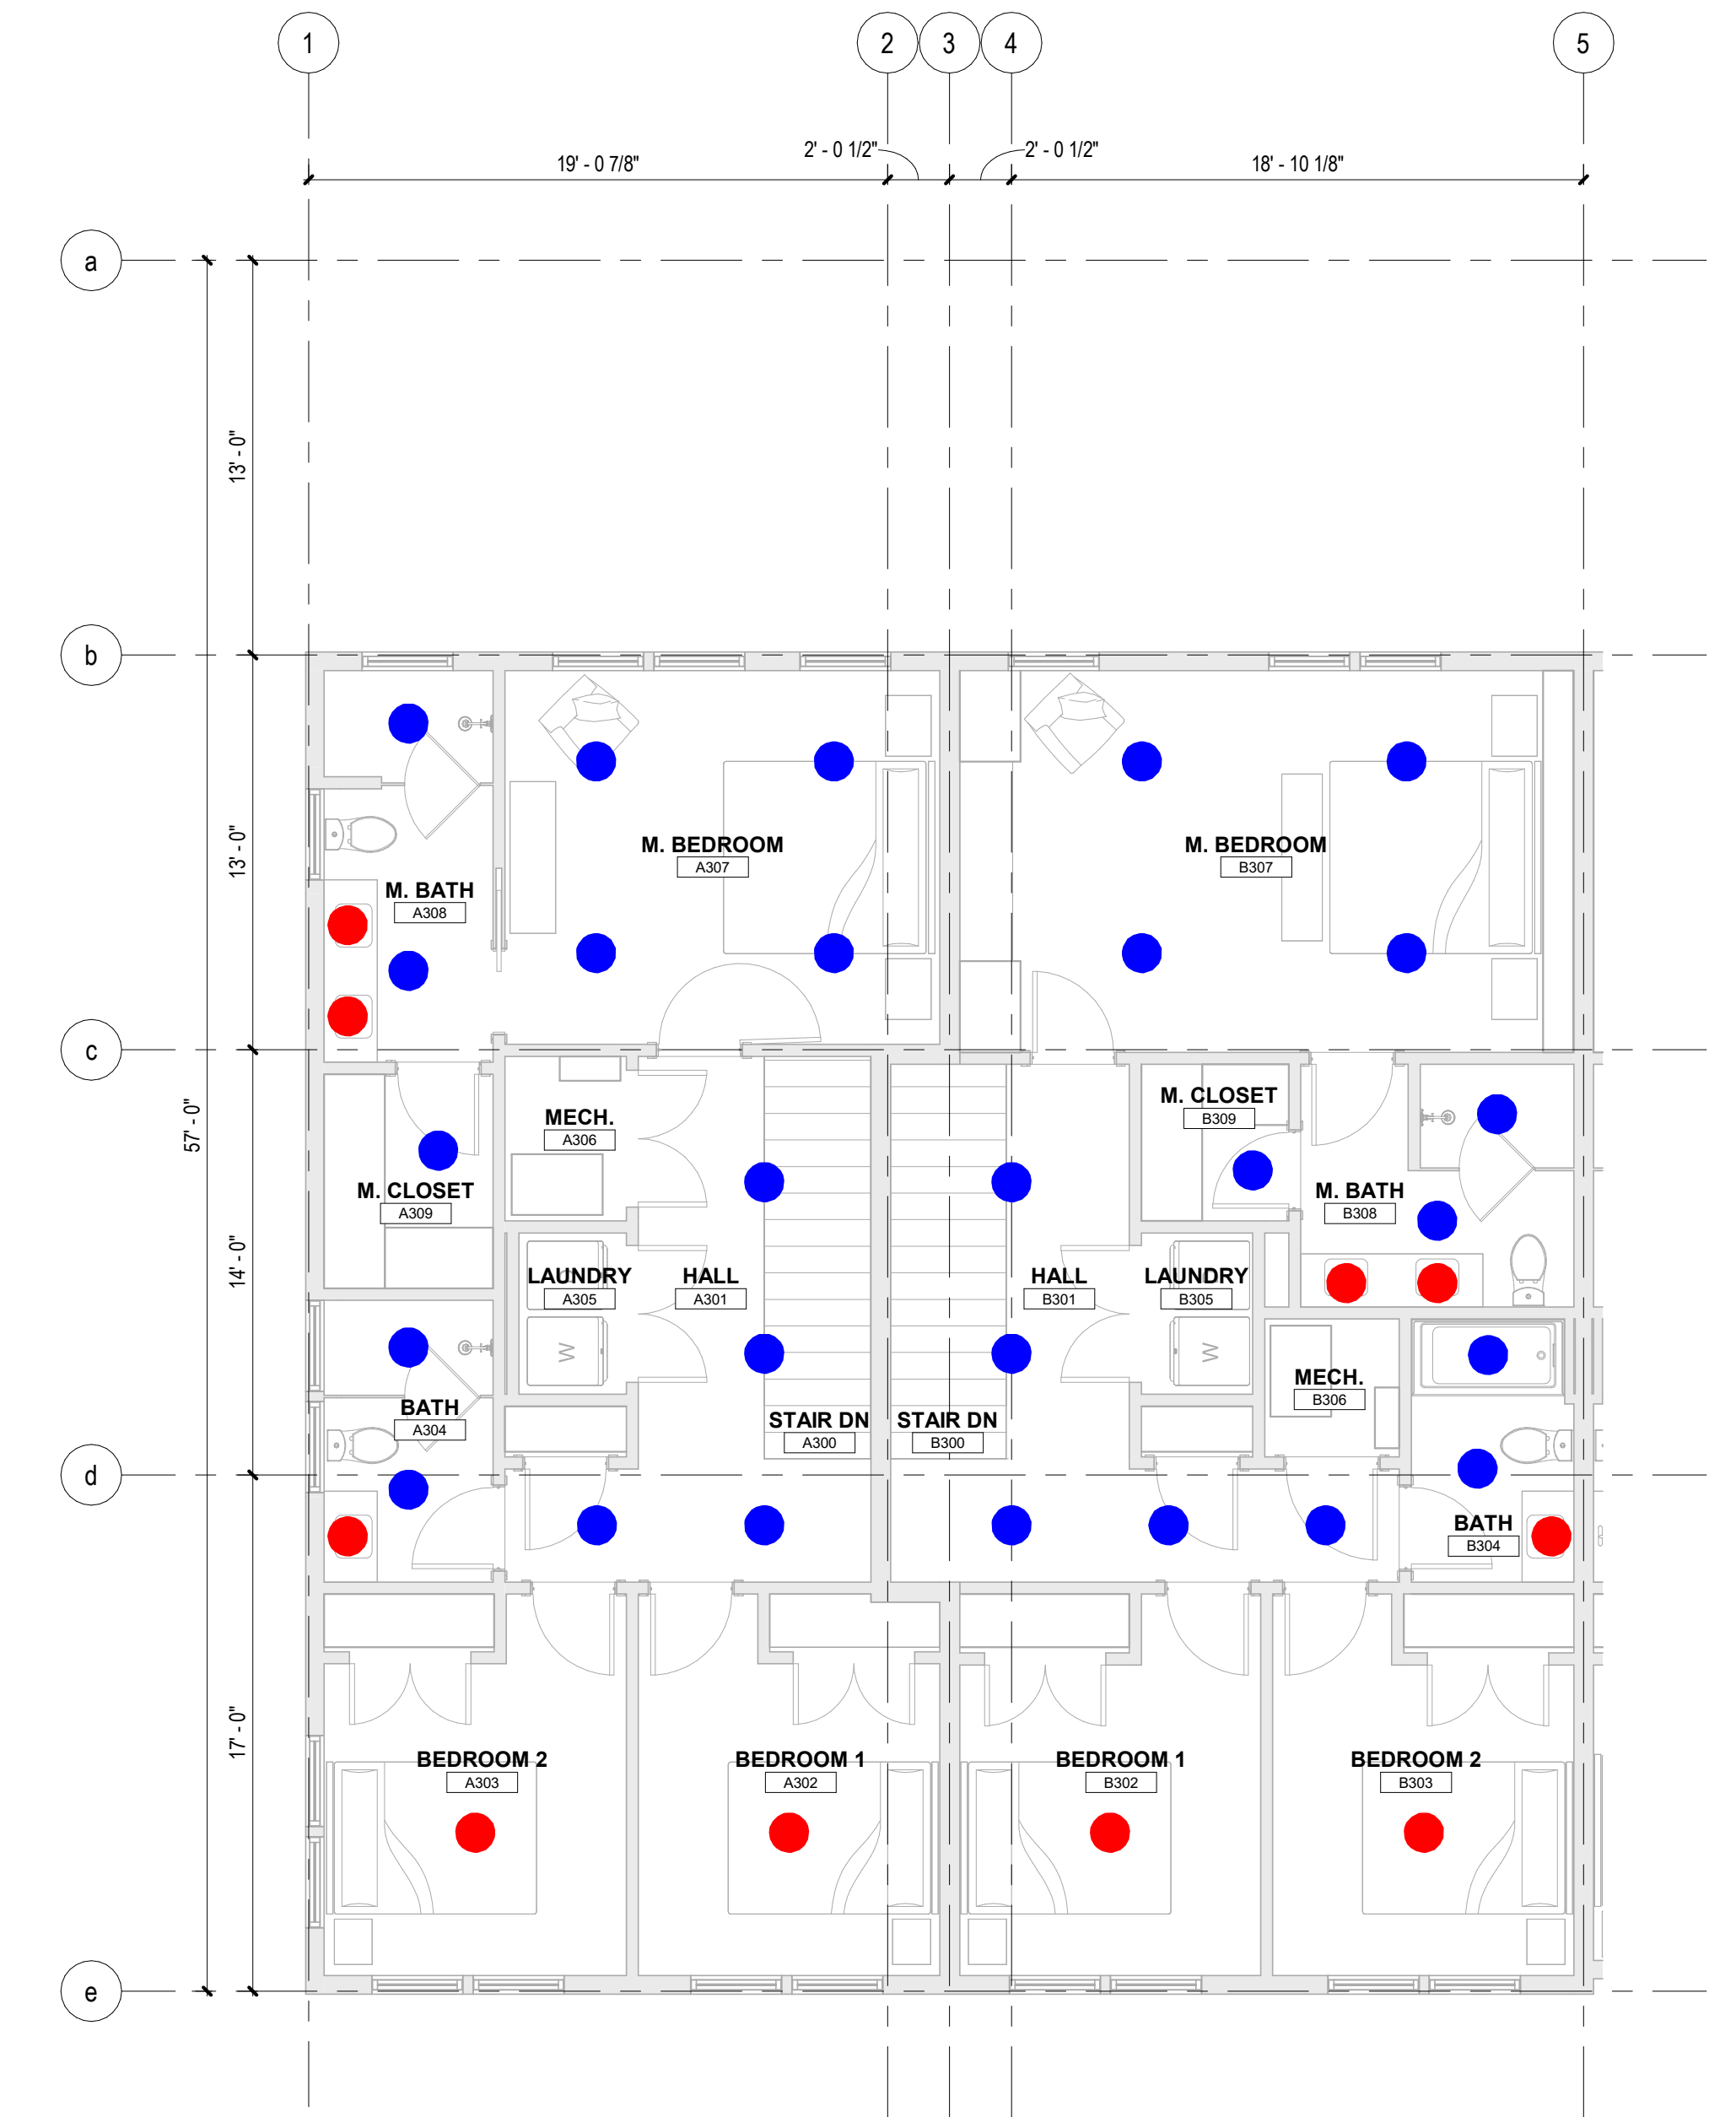 1
2
3
4
5
19' - 0 7/8"
2' - 0 1/2"
2' - 0 1/2"
18' - 10 1/8"
a
13' - 0"
b
13' - 0"
M. BEDROOM
A307
M. BEDROOM
B307
M. BATH
A308
c
57' - 0"
14' - 0"
MECH.
A306
M. CLOSET
B309
M. CLOSET
A309
M. BATH
B308
LAUNDRY
A305
HALL
A301
HALL
B301
LAUNDRY
B305
W
W
MECH.
B306
BATH
A304
STAIR DN
A300
STAIR DN
B300
d
BATH
B304
17' - 0"
BEDROOM 2
A303
BEDROOM 1
A302
BEDROOM 1
B302
BEDROOM 2
B303
e